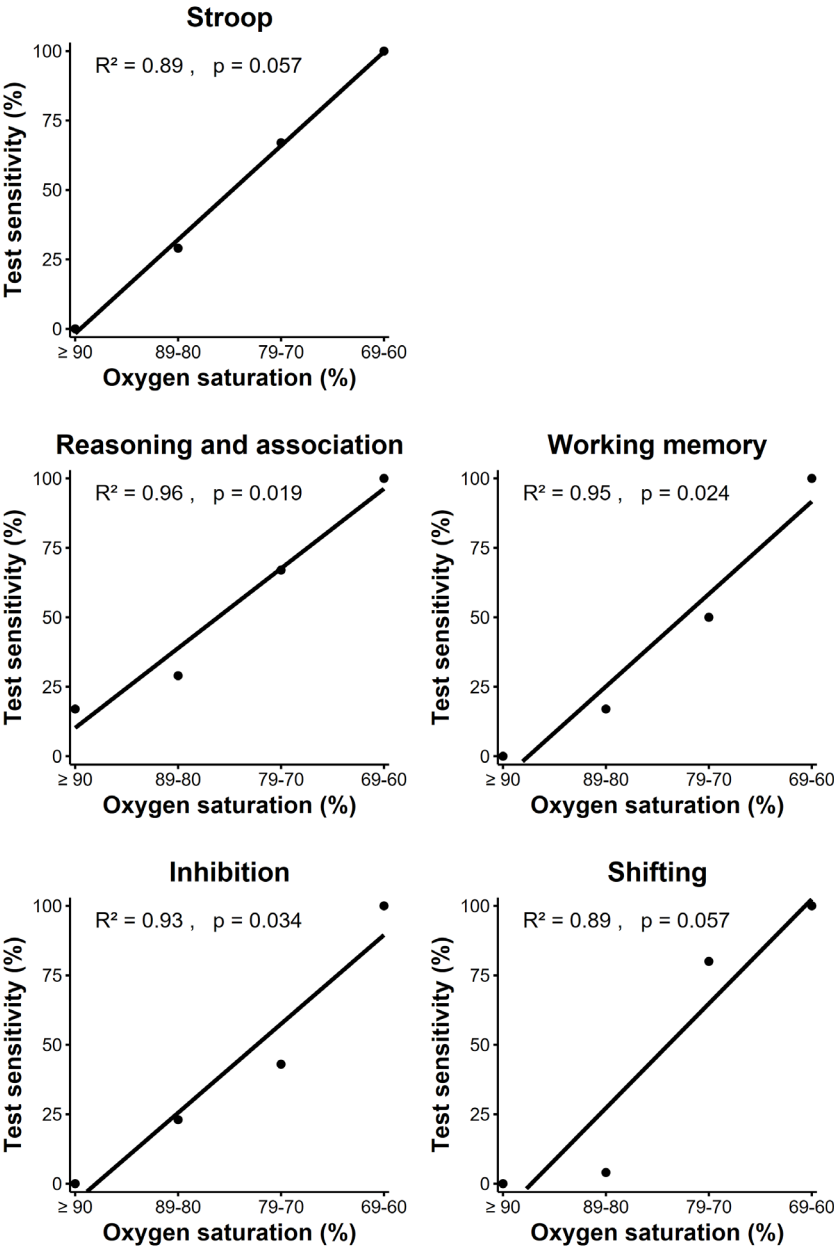 Stroop
Test sensitivity (%)
100
75
50
25
0
R² = 0.89 , p = 0.057
≥ 90 89-80 79-70 69-60
Oxygen saturation (%)
Reasoning and association
Test sensitivity (%)
100
75
50
25
0
R² = 0.96 , p = 0.019
≥ 90 89-80 79-70 69-60
Oxygen saturation (%)
Working memory
Test sensitivity (%)
100
75
50
25
0
R² = 0.95 , p = 0.024
≥ 90 89-80 79-70 69-60
Oxygen saturation (%)
Inhibition
Test sensitivity (%)
100
75
50
25
0
R² = 0.93 , p = 0.034
≥ 90 89-80 79-70 69-60
Oxygen saturation (%)
Shifting
Test sensitivity (%)
100
75
50
25
0
R² = 0.89 , p = 0.057
≥ 90 89-80 79-70 69-60
Oxygen saturation (%)